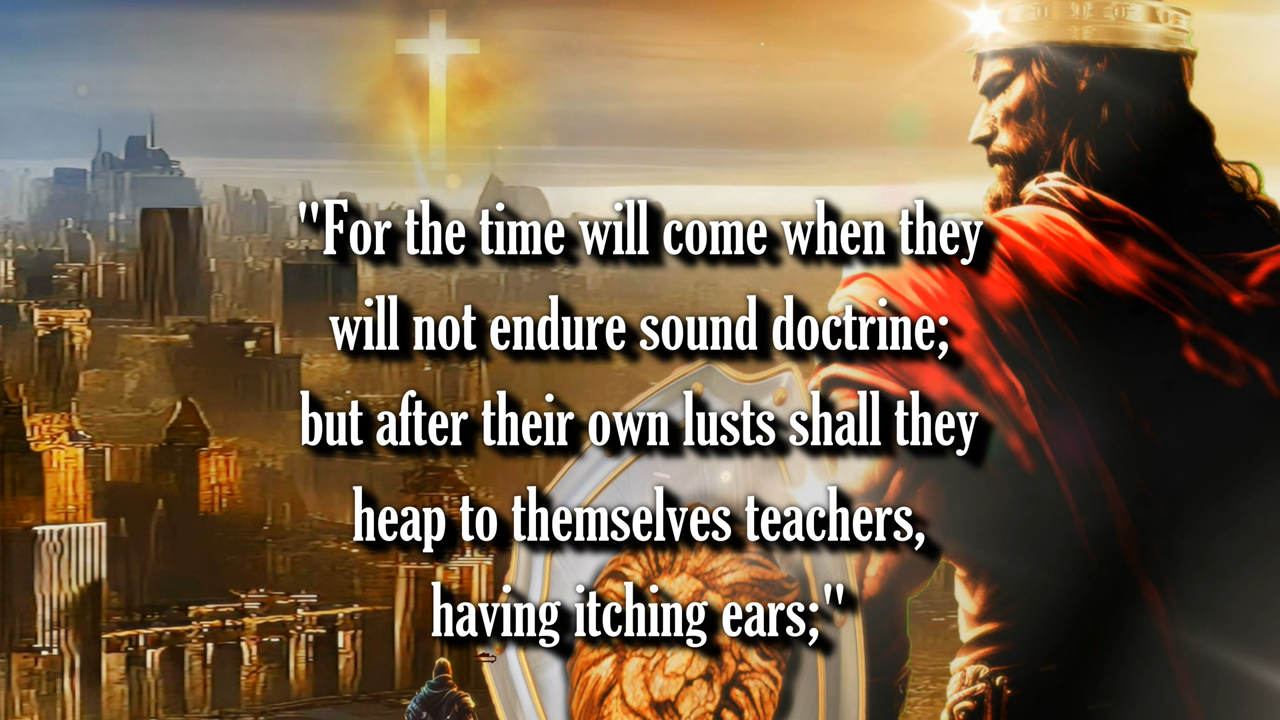 "For the time will come when they
will not endure sound doctrine;
but after their own lusts shall they
heap to themselves teachers,
having itching ears;"